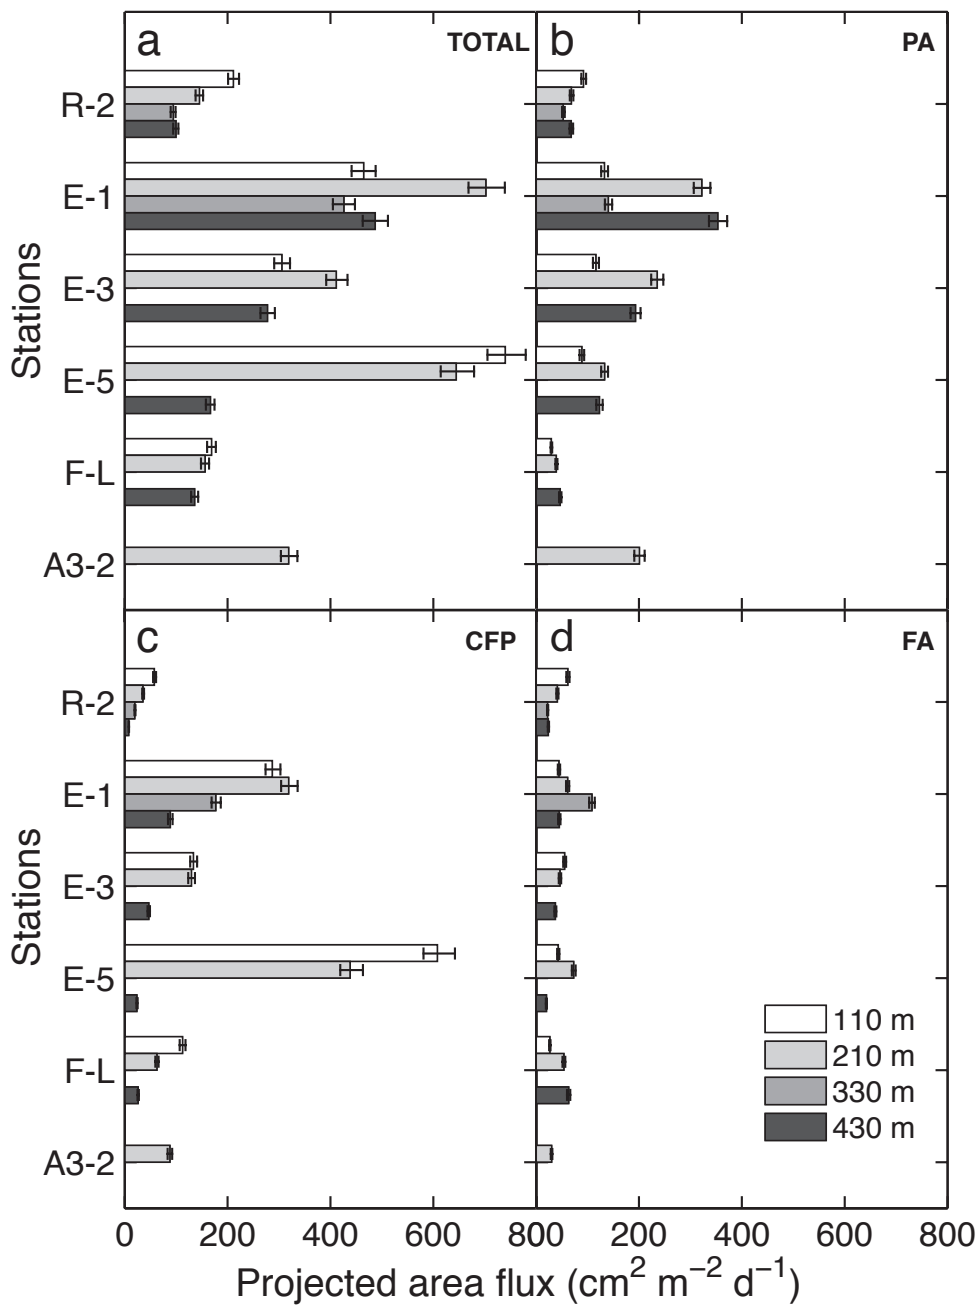 a TOTAL b PA
R-2
E-1
E-3
E-5
F-L
A3-2
Stations
c CFP d FA
R-2
E-1
E-3
E-5
F-L
A3-2
Stations
110 m
210 m
330 m
430 m
0 200 400 600 800 200 400 600 800
Projected area flux (cm² m⁻² d⁻¹)